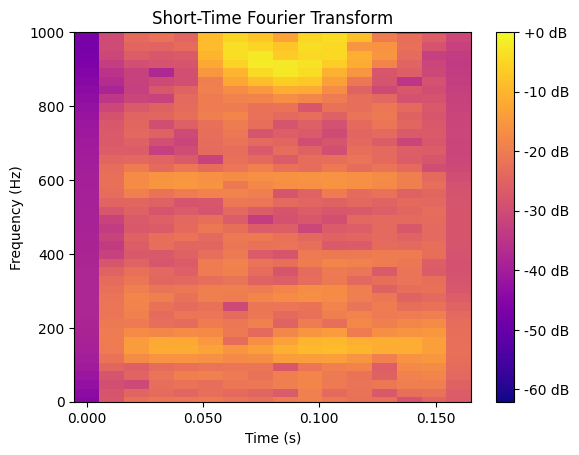 Short-Time Fourier Transform
1000
800
600
400
200
0
Frequency (Hz)
0.000
0.050
0.100
0.150
Time (s)
+0 dB
-10 dB
-20 dB
-30 dB
-40 dB
-50 dB
-60 dB